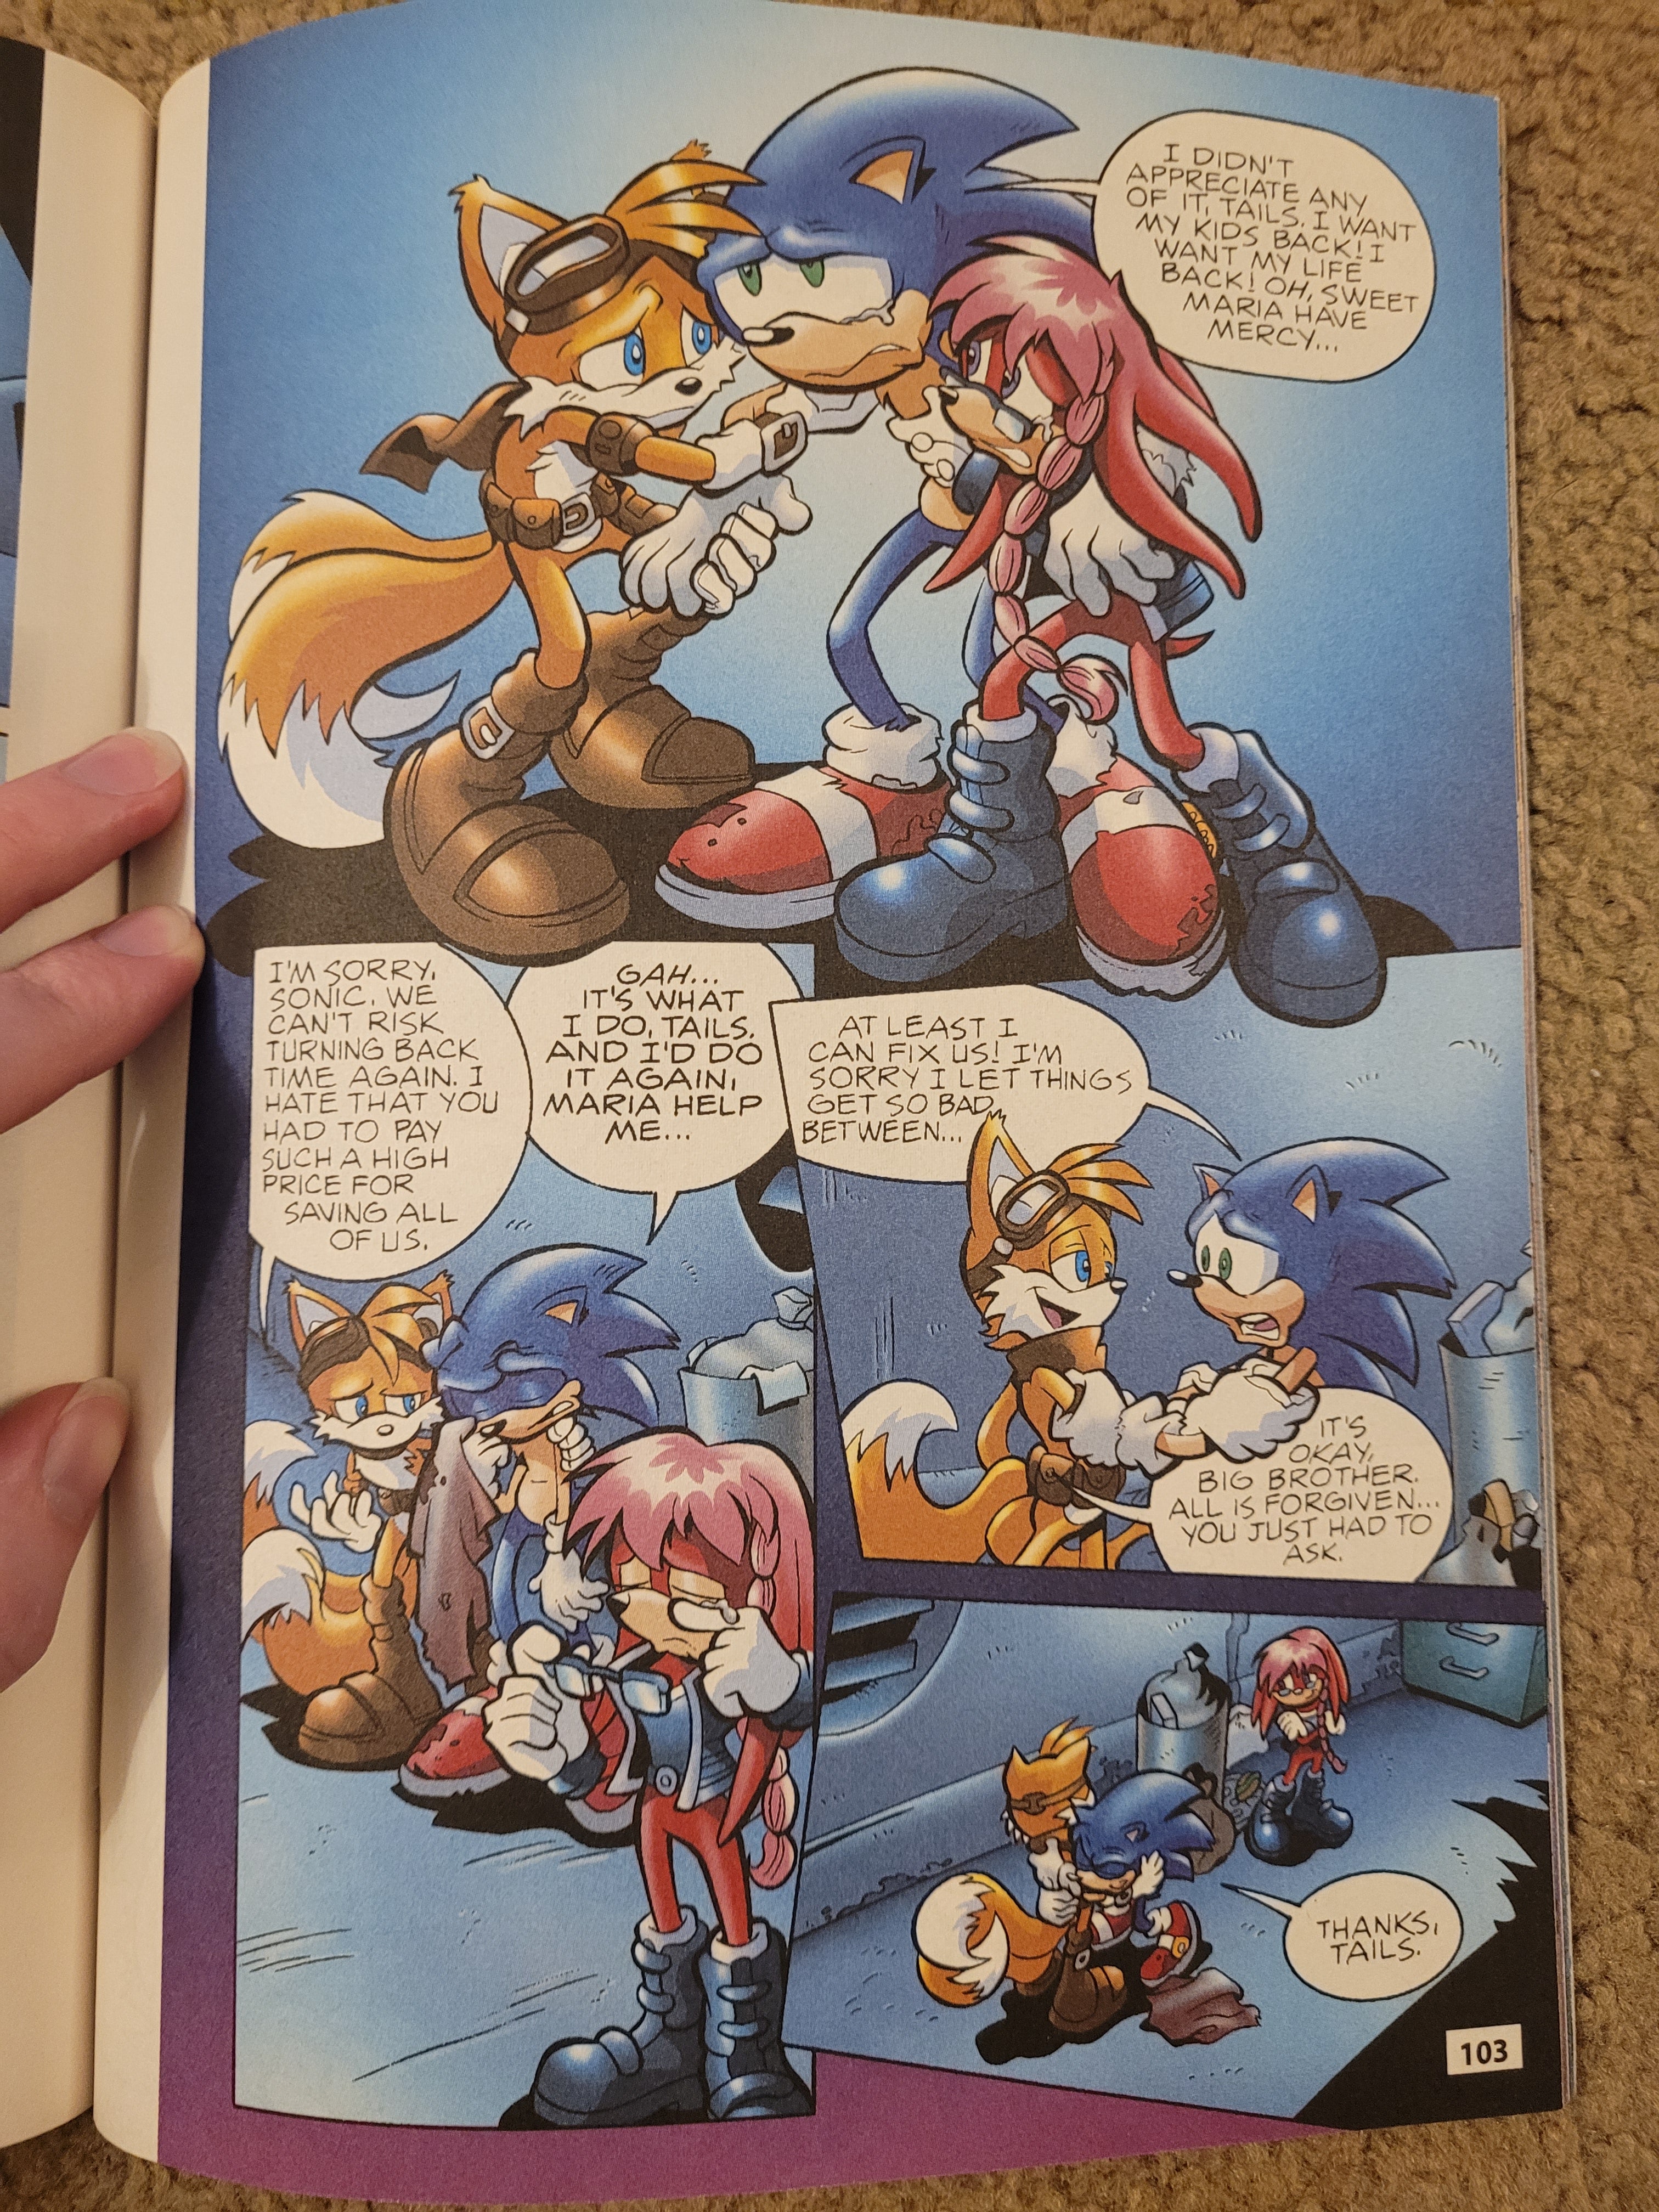 I DIDN'T
APPRECIATE ANY
OF IT, TAILS. I WANT
MY KIDS BACK! I
WANT MY LIFE
BACK! OH, SWEET
MARIA HAVE
MERCY...
I'M SORRY,
SONIC. WE
CAN'T RISK
TURNING BACK
TIME AGAIN. I
HATE THAT YOU
HAD TO PAY
SUCH A HIGH
PRICE FOR
SAVING ALL
OF US.
GAH...
IT'S WHAT
I DO, TAILS.
AND I'D DO
IT AGAIN,
MARIA HELP
ME...
AT LEAST I
CAN FIX US! I'M
SORRY I LET THINGS
GET SO BAD
BETWEEN...
IT'S
OKAY,
BIG BROTHER.
ALL IS FORGIVEN...
YOU JUST HAD TO
ASK.
THANKS,
TAILS.
103